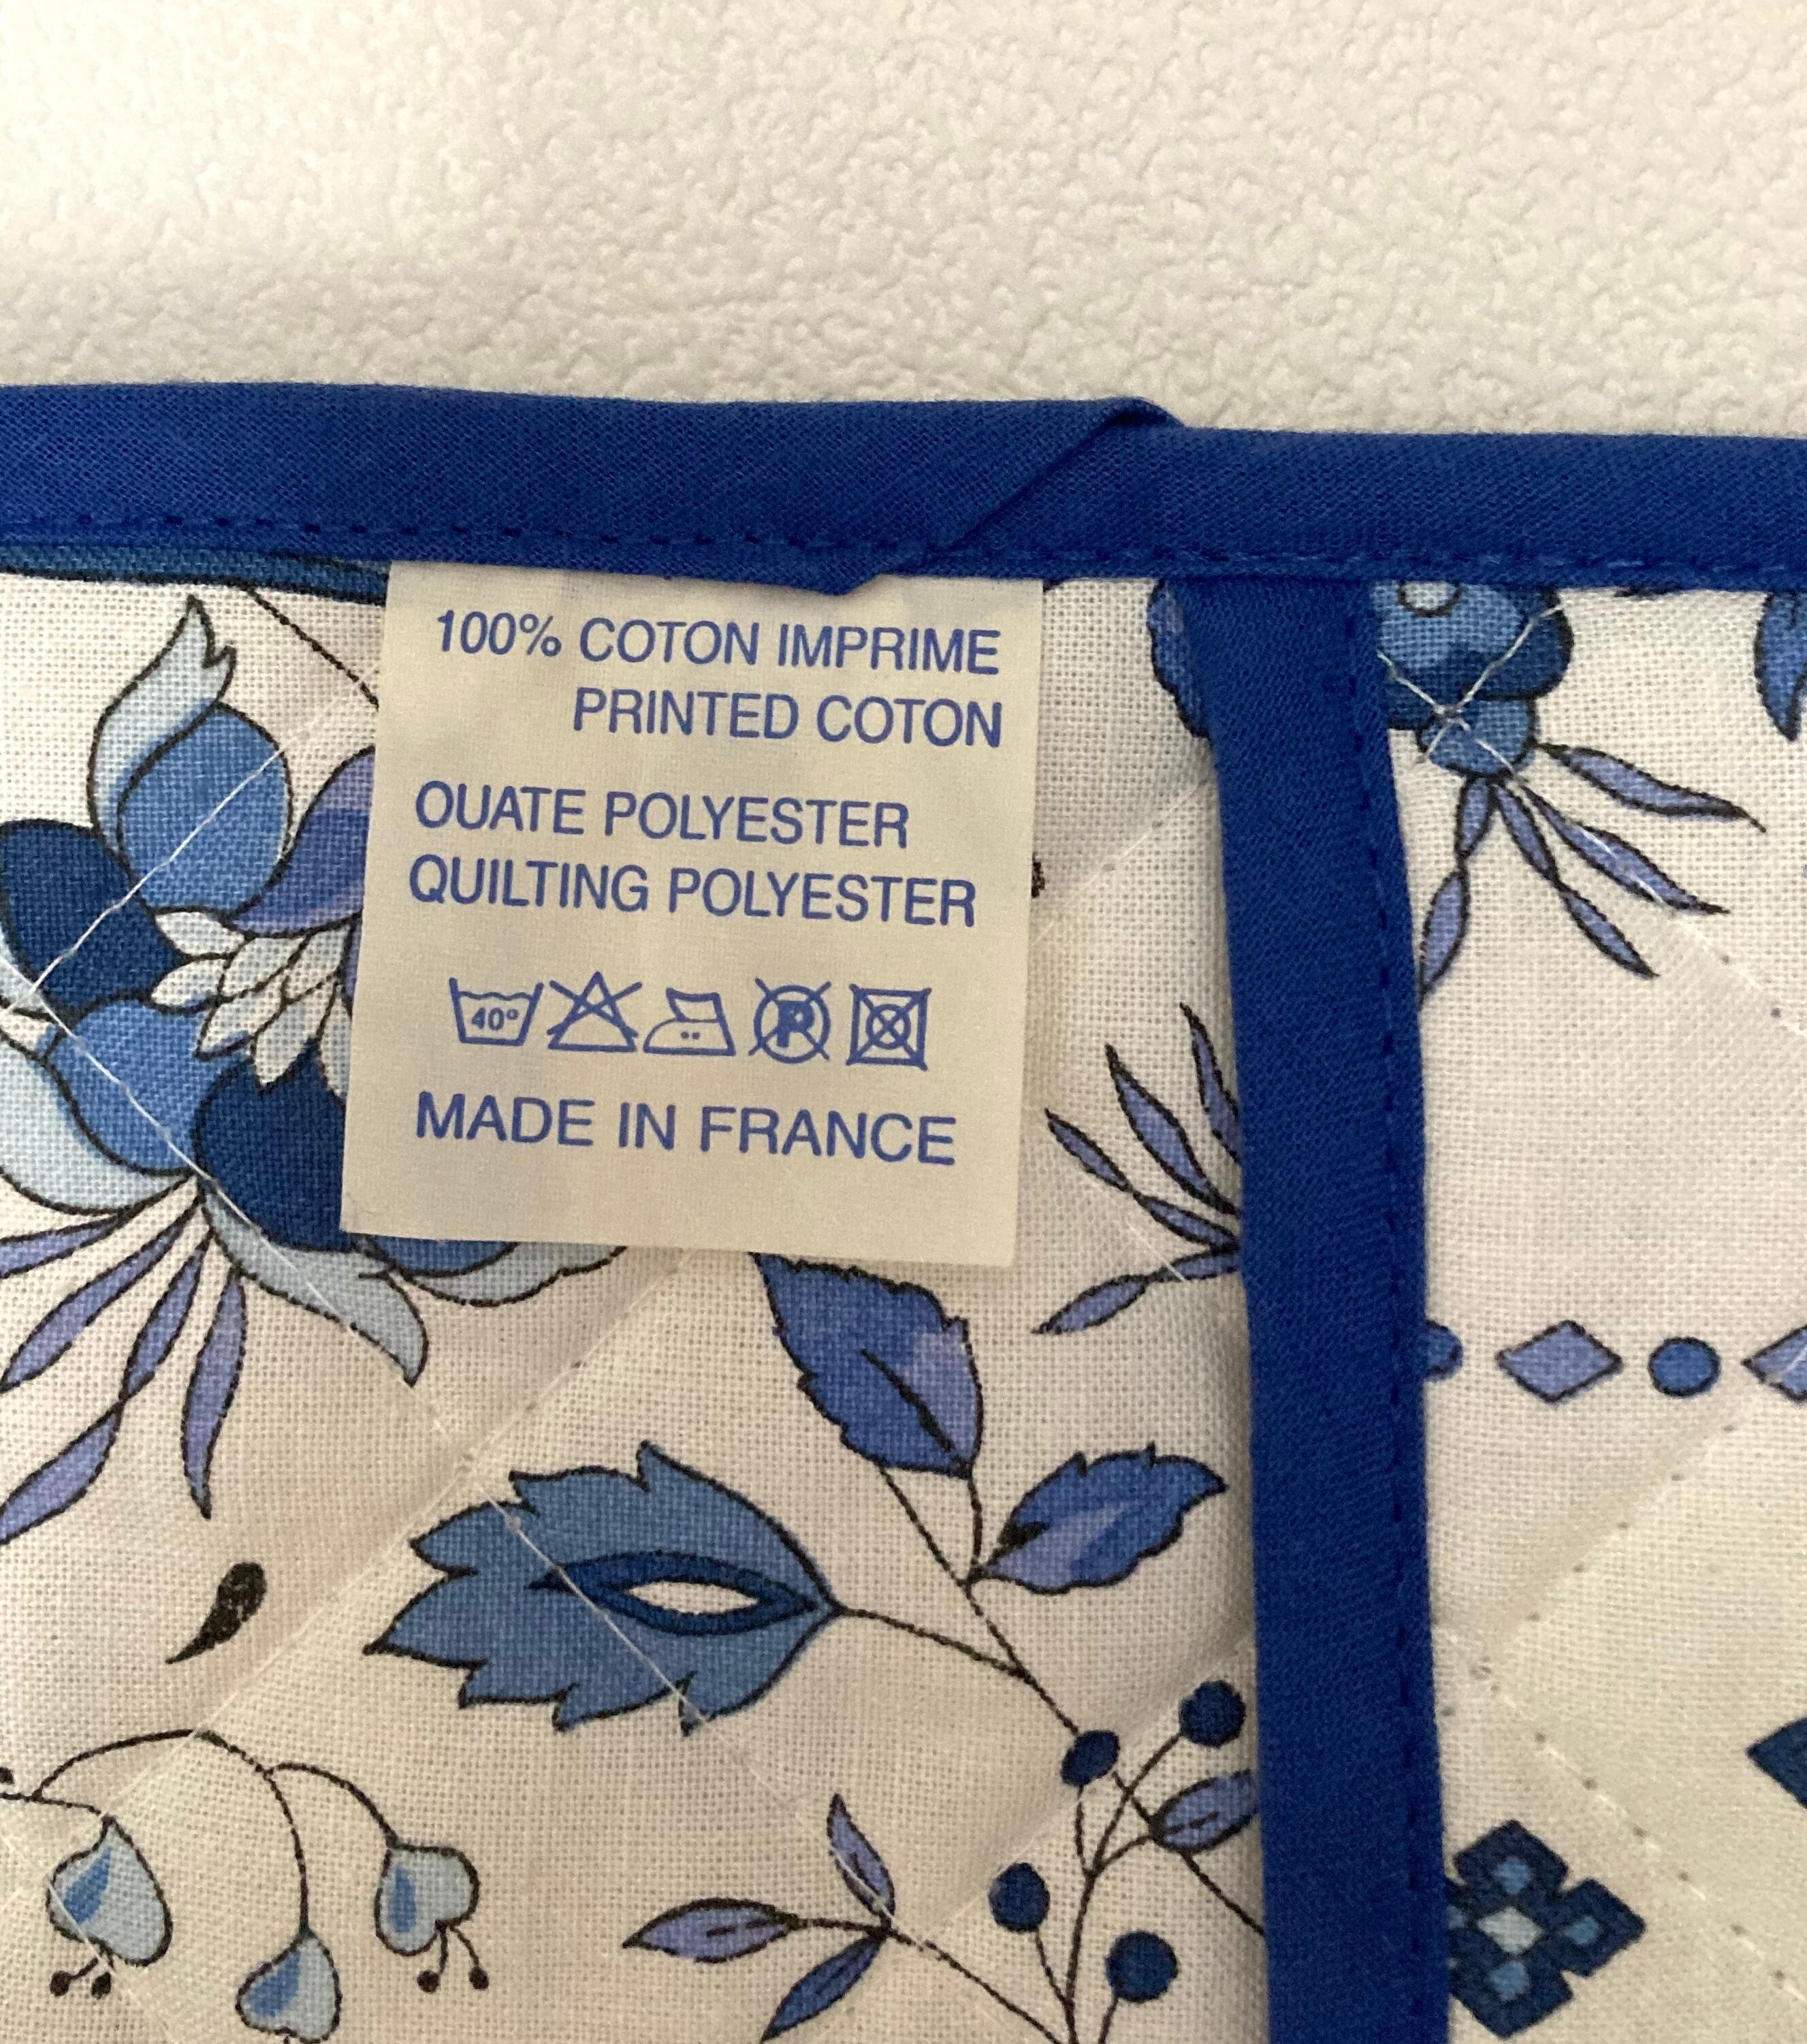 100% COTON IMPRIME
PRINTED COTON
OUATE POLYESTER
QUILTING POLYESTER
40° P
MADE IN FRANCE